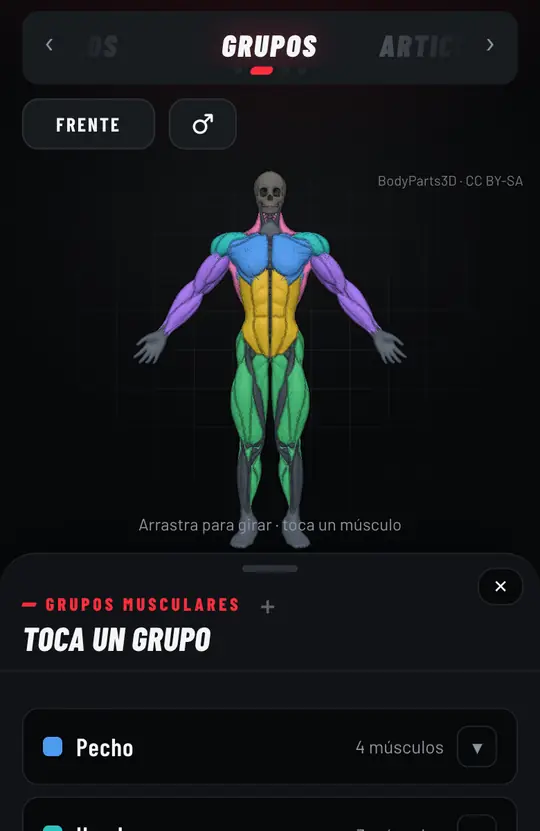 GRUPOS
FRENTE
BodyParts3D · CC BY-SA
Arrastra para girar · toca un músculo
GRUPOS MUSCULARES +
TOCA UN GRUPO
Pecho
4 músculos